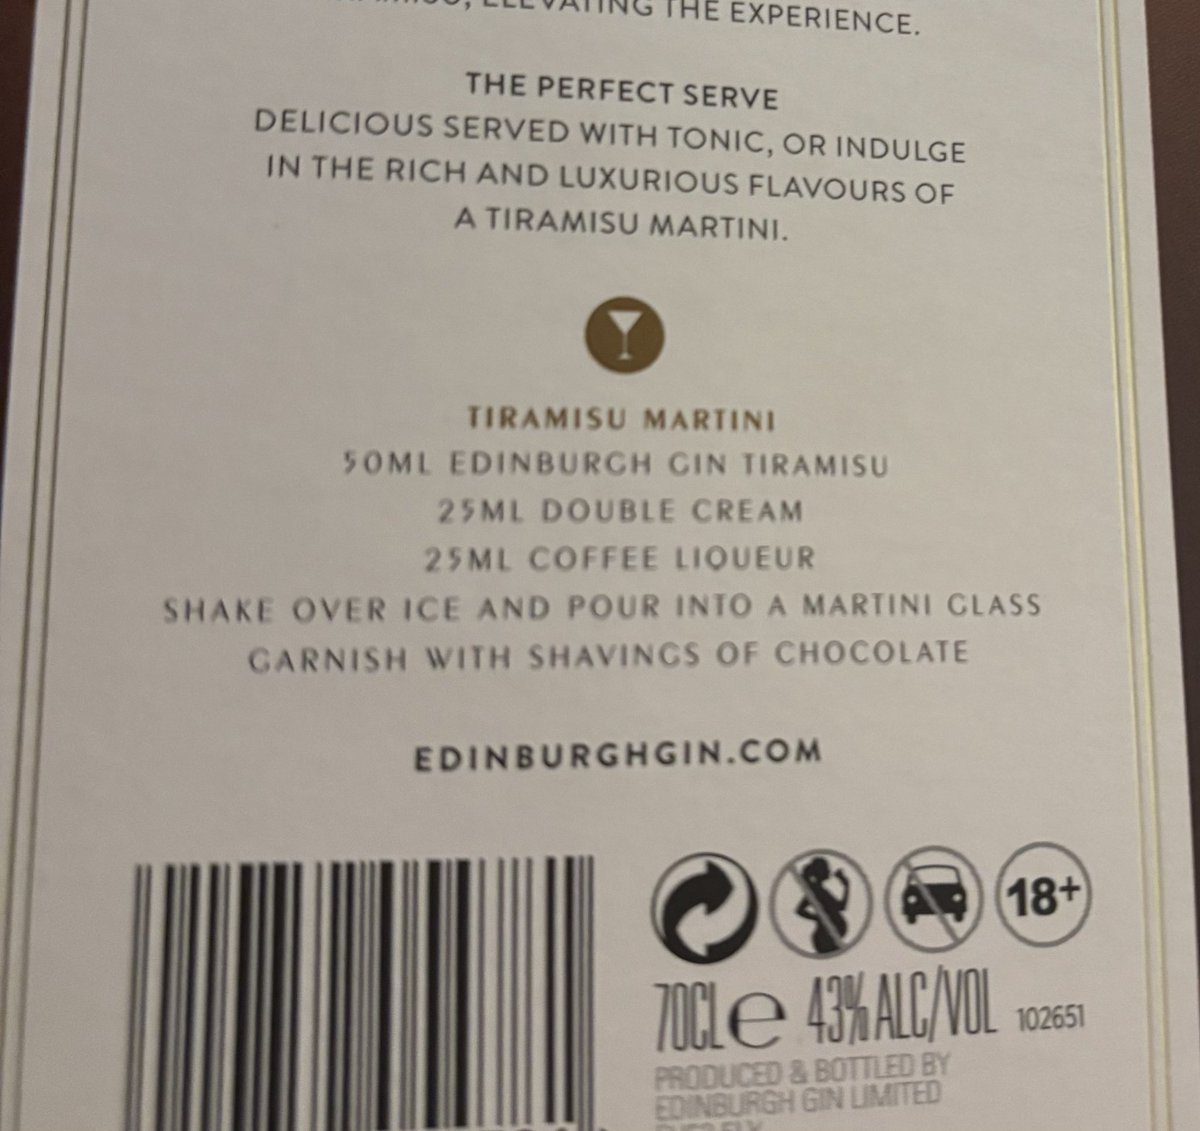 ELEVATING THE EXPERIENCE.
THE PERFECT SERVE
DELICIOUS SERVED WITH TONIC, OR INDULGE
IN THE RICH AND LUXURIOUS FLAVOURS OF
A TIRAMISU MARTINI.
TIRAMISU MARTINI
50ML EDINBURGH GIN TIRAMISU
25ML DOUBLE CREAM
25ML COFFEE LIQUEUR
SHAKE OVER ICE AND POUR INTO A MARTINI GLASS
GARNISH WITH SHAVINGS OF CHOCOLATE
EDINBURGHGIN.COM
18+
70CL e 43% ALC/VOL 102651
PRODUCED & BOTTLED BY
EDINBURGH GIN LIMITED